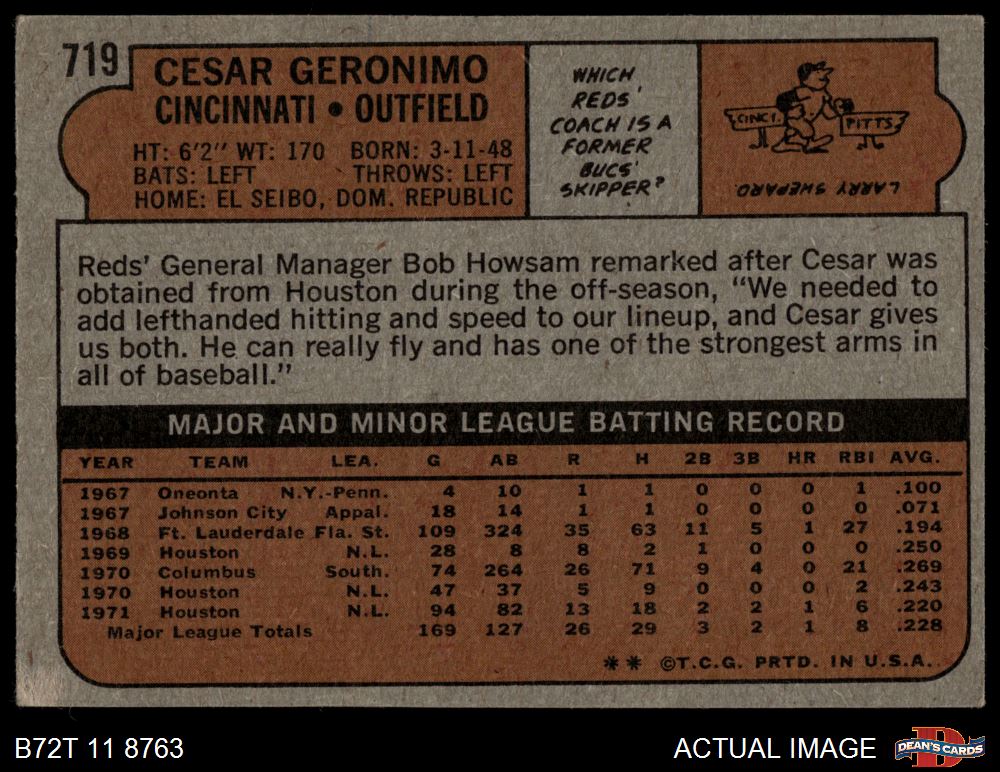 719
CESAR GERONIMO
CINCINNATI • OUTFIELD
HT: 6'2" WT: 170 BORN: 3-11-48
BATS: LEFT THROWS: LEFT
HOME: EL SEIBO, DOM. REPUBLIC
WHICH
REDS'
COACH IS A
FORMER
BUCS'
SKIPPER?
CINCY.
PITTS.
LARRY SHEPARD
Reds' General Manager Bob Howsam remarked after Cesar was
obtained from Houston during the off-season, "We needed to
add lefthanded hitting and speed to our lineup, and Cesar gives
us both. He can really fly and has one of the strongest arms in
all of baseball."
MAJOR AND MINOR LEAGUE BATTING RECORD
YEAR TEAM LEA. G AB R H 2B 3B HR RBI AVG.
1967 Oneonta N.Y.-Penn. 4 10 1 1 0 0 0 1 .100
1967 Johnson City Appal. 18 14 1 1 0 0 0 0 .071
1968 Ft. Lauderdale Fla. St. 109 324 35 63 11 5 1 27 .194
1969 Houston N.L. 28 8 8 2 1 0 0 0 .250
1970 Columbus South. 74 264 26 71 9 4 0 21 .269
1970 Houston N.L. 47 37 5 9 0 0 0 2 .243
1971 Houston N.L. 94 82 13 18 2 2 1 6 .220
Major League Totals 169 127 26 29 3 2 1 8 .228
** ©T.C.G. PRTD. IN U.S.A.
B72T 11 8763
ACTUAL IMAGE
D
DEAN'S CARDS